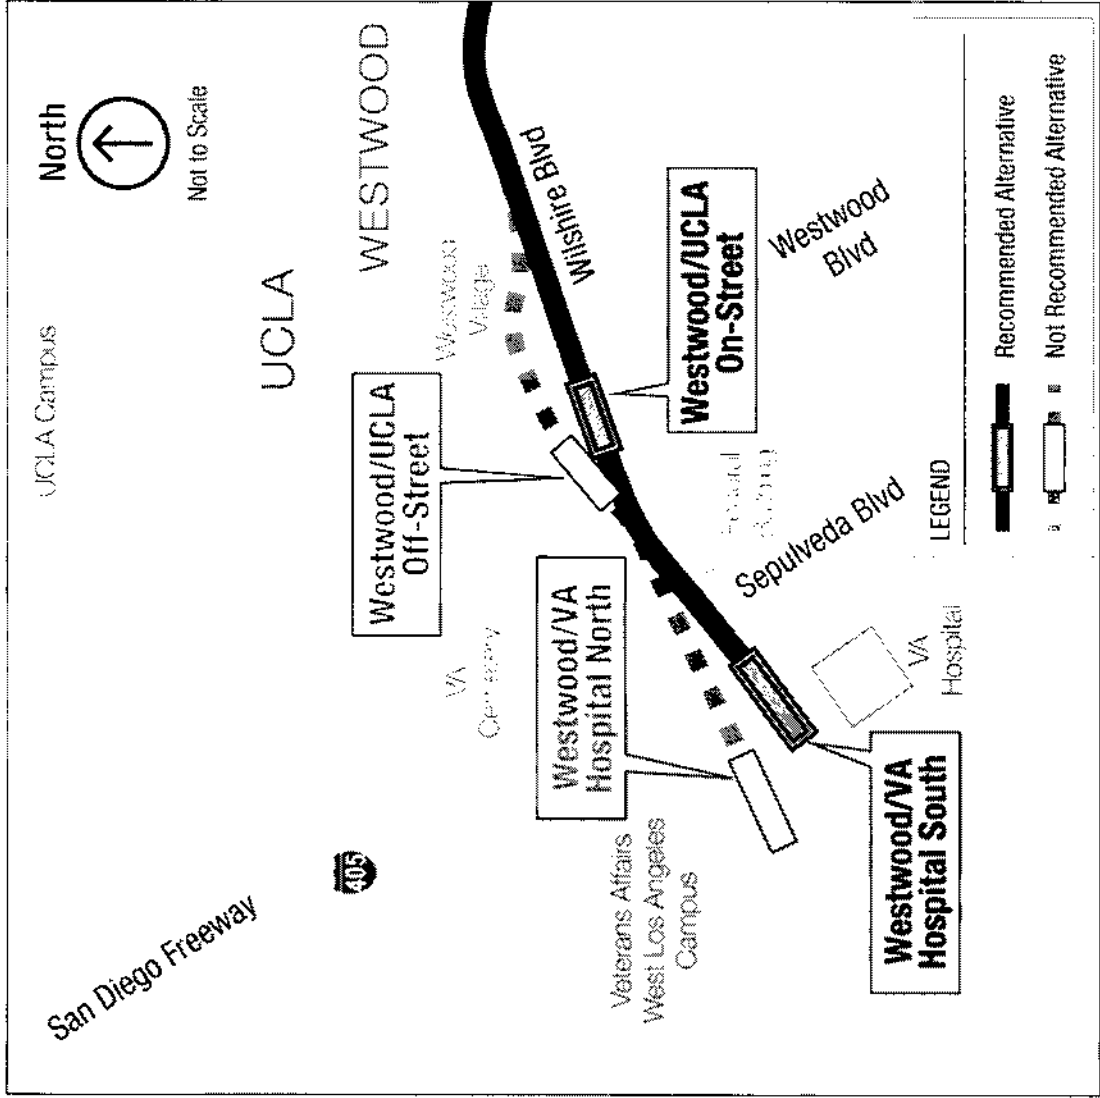 San Diego Freeway
405
UCLA Campus
North
Not to Scale
UCLA
WESTWOOD
Westwood
Village
Westwood/UCLA
Off-Street
VA
Cemetery
Westwood/VA
Hospital North
Wilshire Blvd
Westwood/UCLA
On-Street
Westwood
Blvd
Federal
Building
Sepulveda Blvd
Veterans Affairs
West Los Angeles
Campus
VA
Hospital
Westwood/VA
Hospital South
LEGEND
Recommended Alternative
Not Recommended Alternative